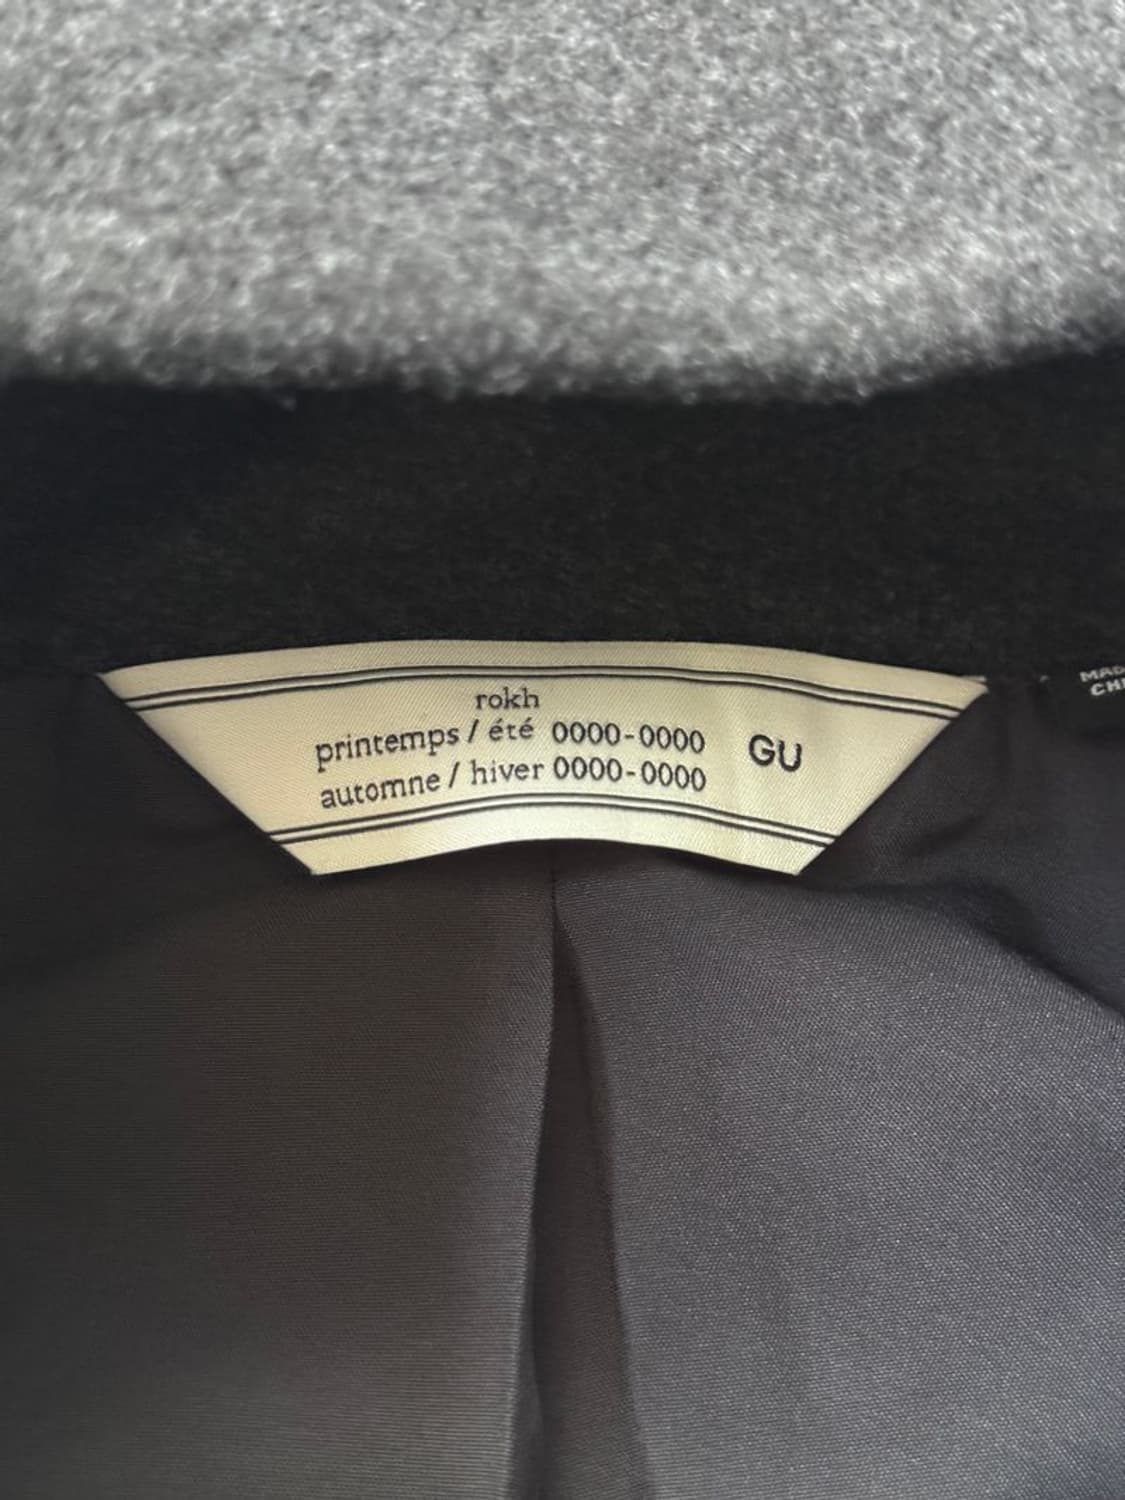 rokh
printemps / été 0000-0000
automne / hiver 0000-0000
GU